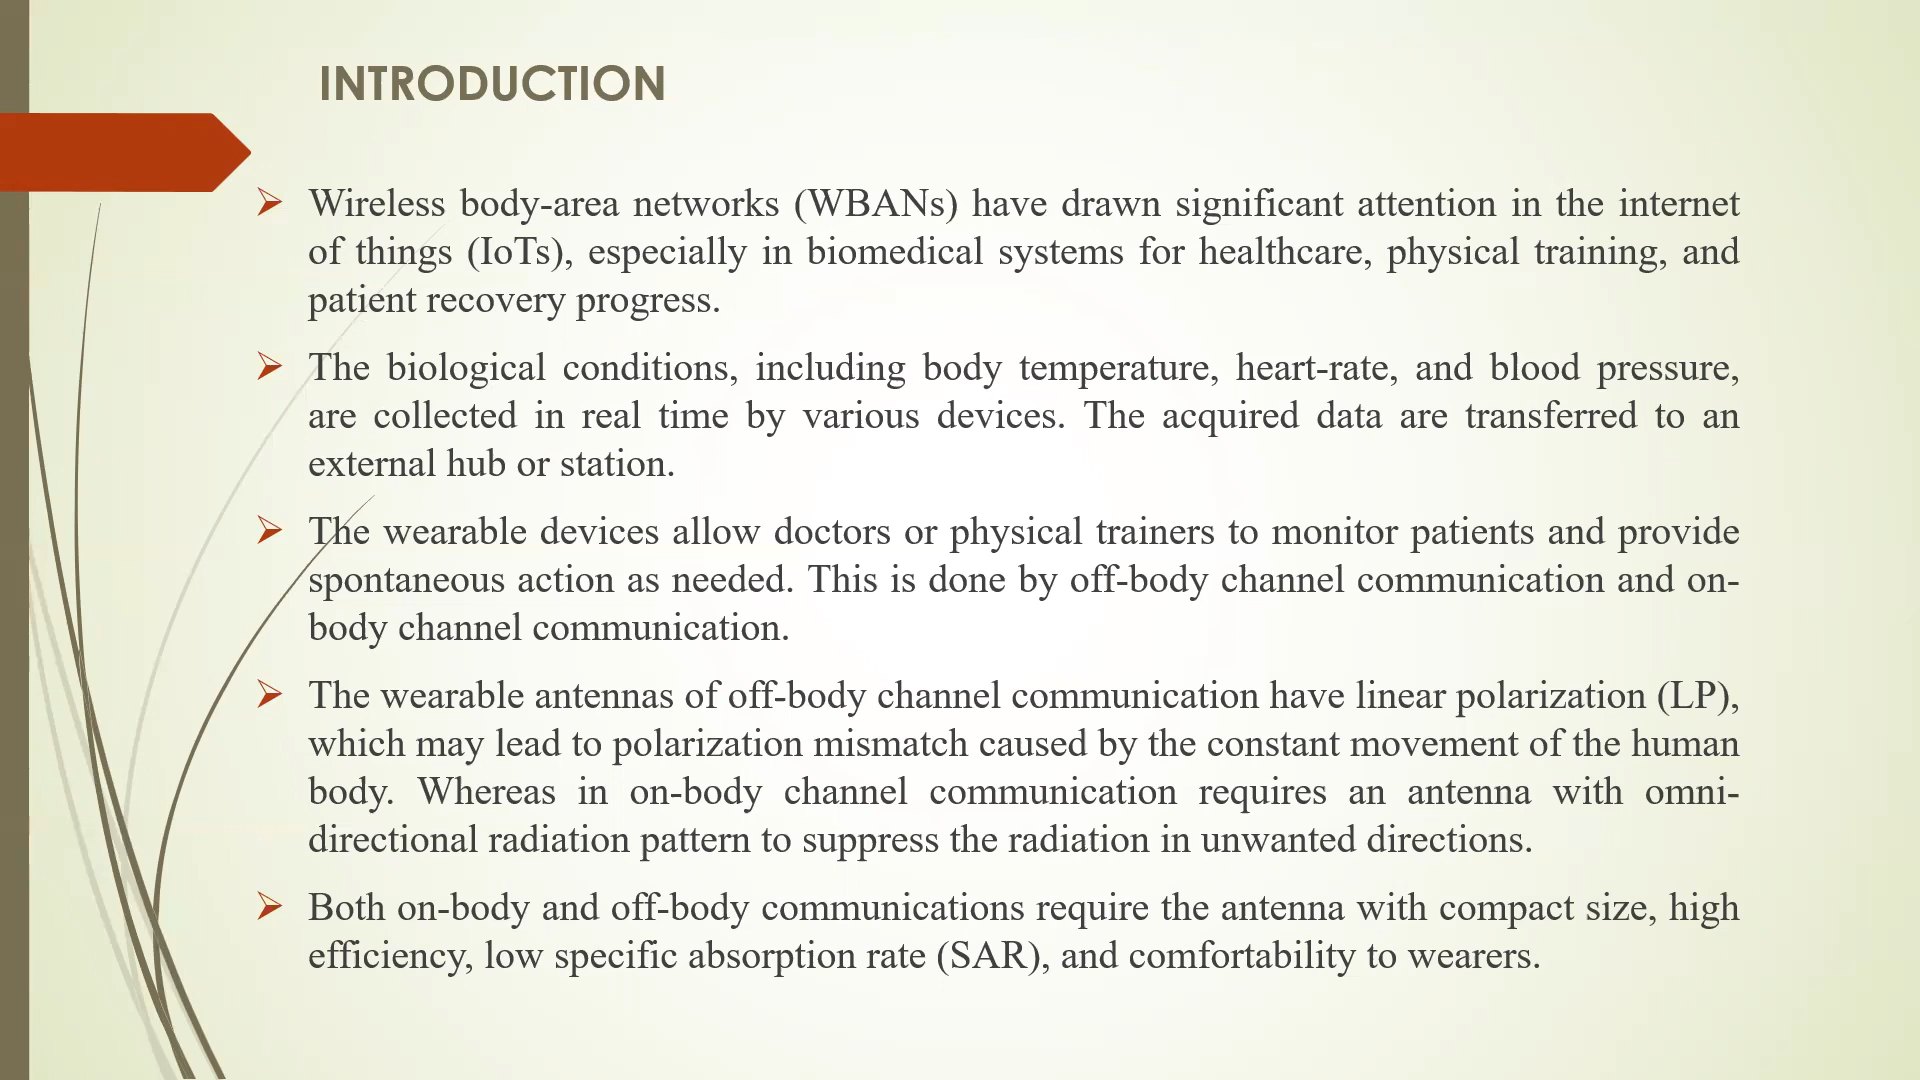 INTRODUCTION
Wireless body-area networks (WBANs) have drawn significant attention in the internet
of things (IoTs), especially in biomedical systems for healthcare, physical training, and
patient recovery progress.
The biological conditions, including body temperature, heart-rate, and blood pressure,
are collected in real time by various devices. The acquired data are transferred to an
external hub or station.
The wearable devices allow doctors or physical trainers to monitor patients and provide
spontaneous action as needed. This is done by off-body channel communication and on-
body channel communication.
The wearable antennas of off-body channel communication have linear polarization (LP),
which may lead to polarization mismatch caused by the constant movement of the human
body. Whereas in on-body channel communication requires an antenna with omni-
directional radiation pattern to suppress the radiation in unwanted directions.
Both on-body and off-body communications require the antenna with compact size, high
efficiency, low specific absorption rate (SAR), and comfortability to wearers.